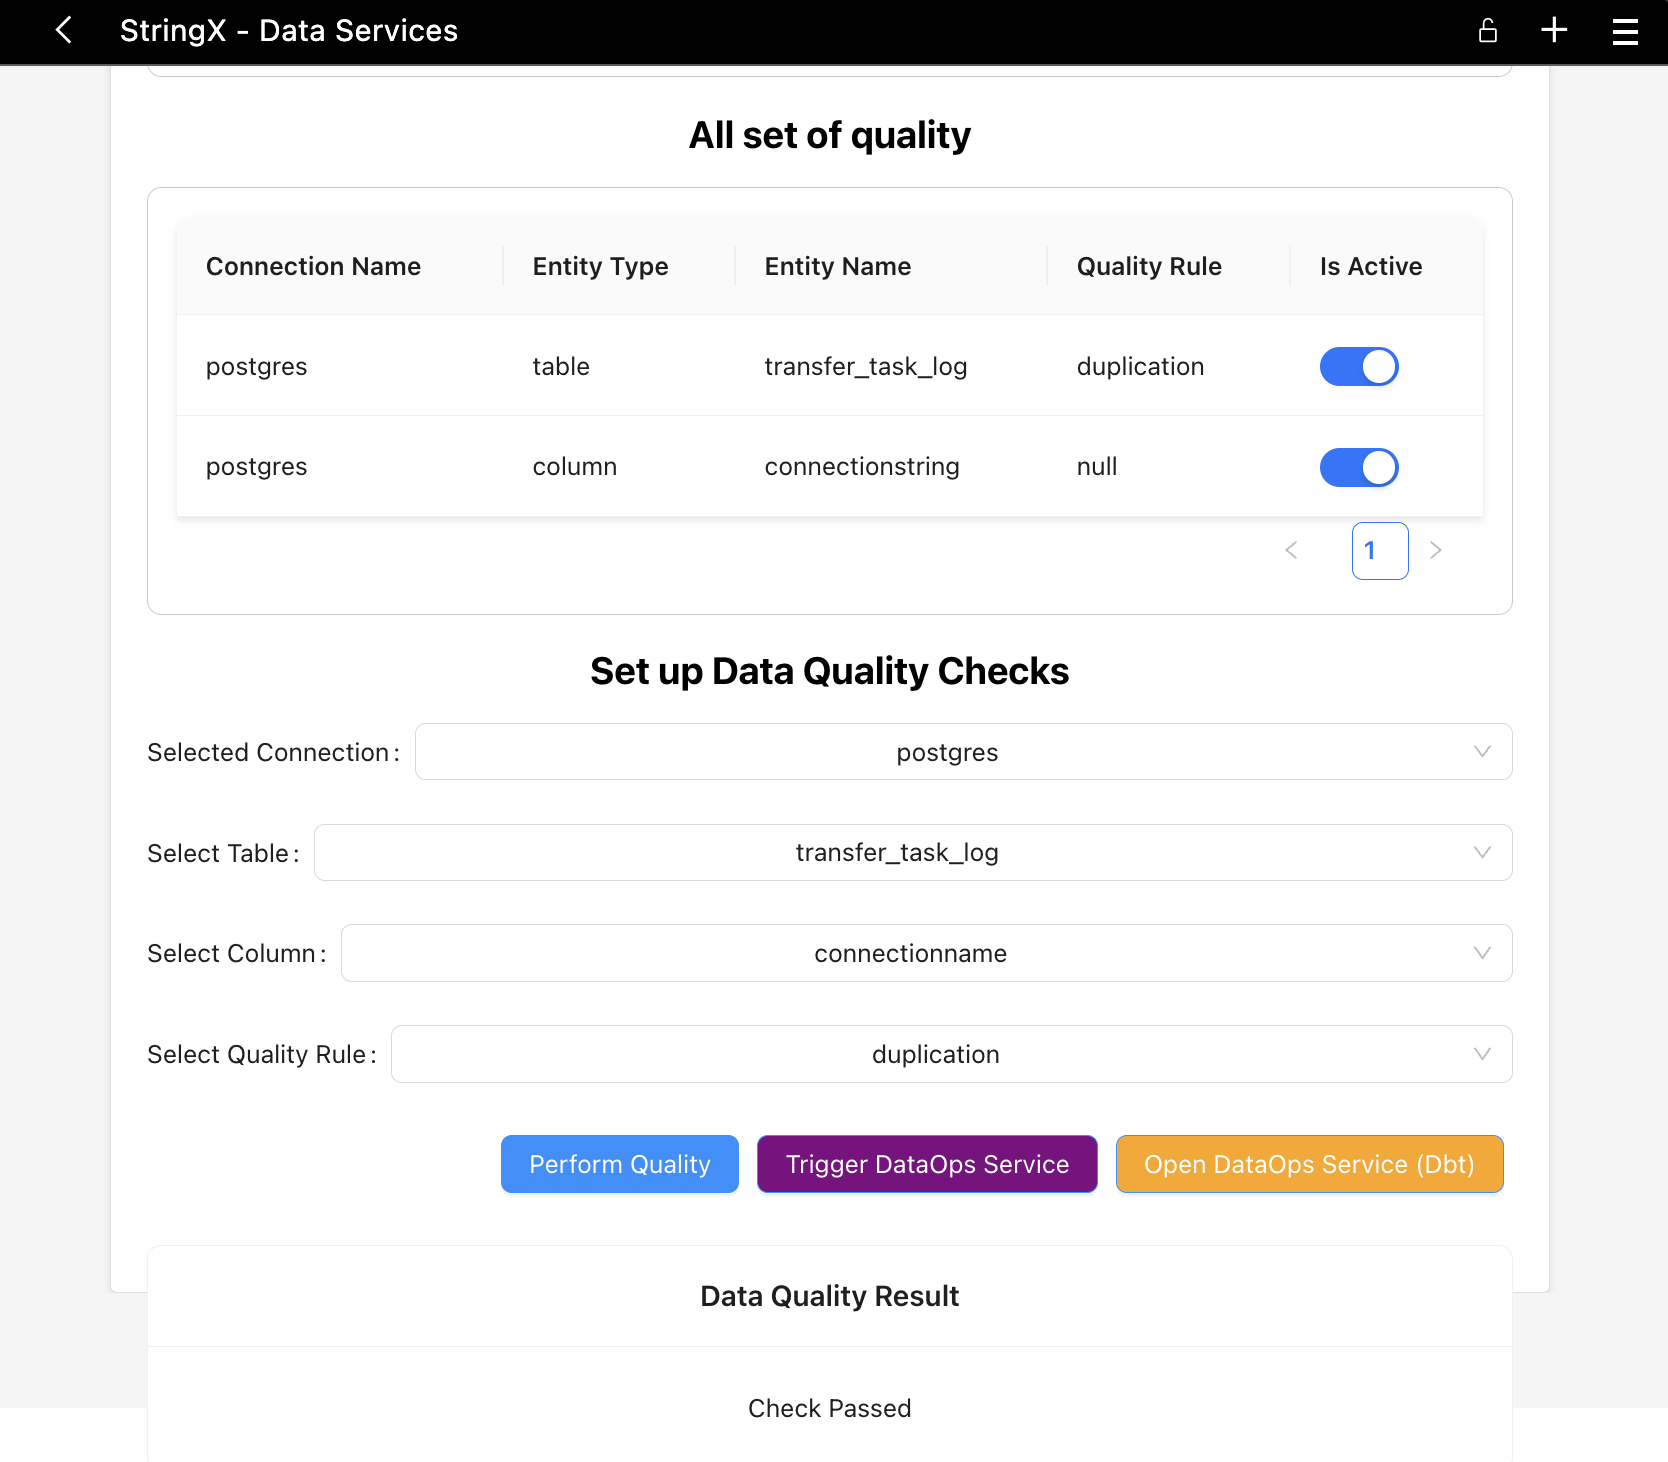 StringX - Data Services
All set of quality
Connection Name Entity Type Entity Name Quality Rule Is Active
postgres table transfer_task_log duplication
postgres column connectionstring null
1
Set up Data Quality Checks
Selected Connection: postgres
Select Table: transfer_task_log
Select Column: connectionname
Select Quality Rule: duplication
Perform Quality Trigger DataOps Service Open DataOps Service (Dbt)
Data Quality Result
Check Passed